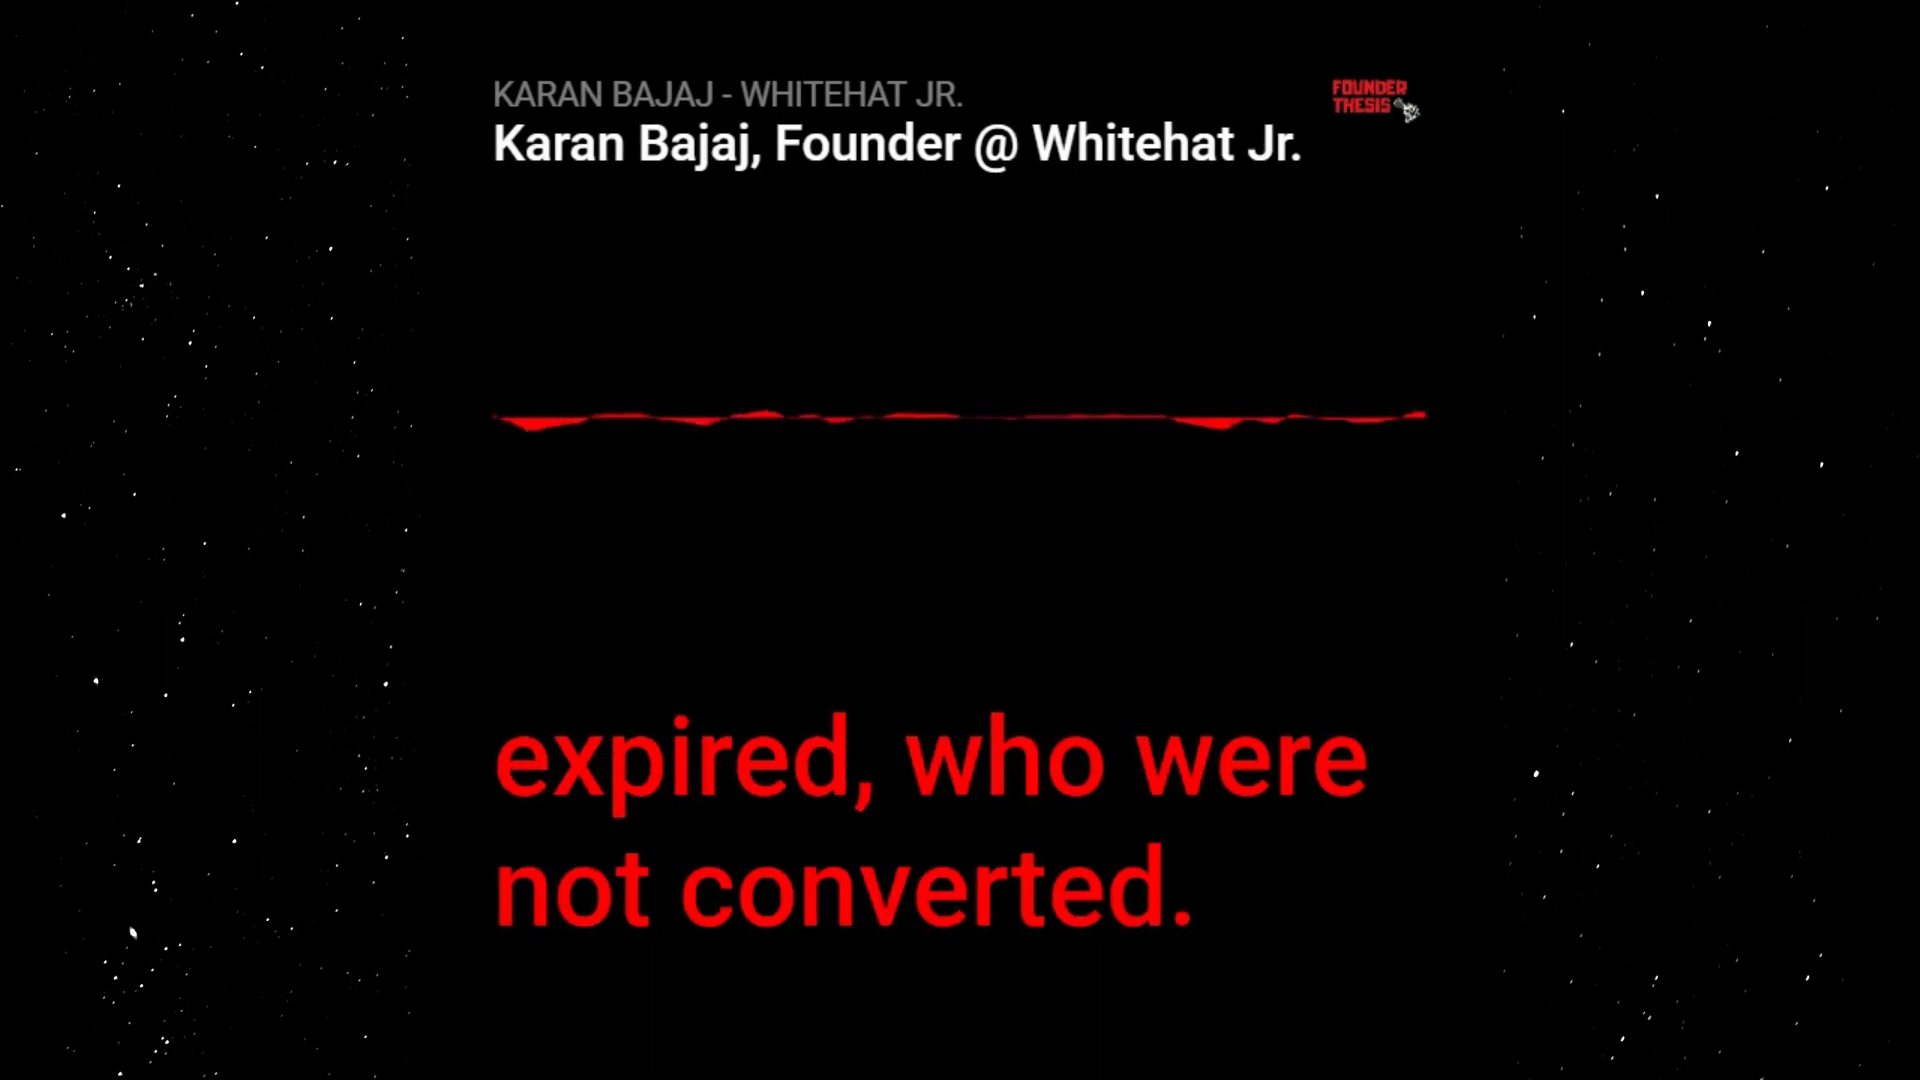 KARAN BAJAJ - WHITEHAT JR.
Karan Bajaj, Founder @ Whitehat Jr.
FOUNDER
THESIS
expired, who were
not converted.